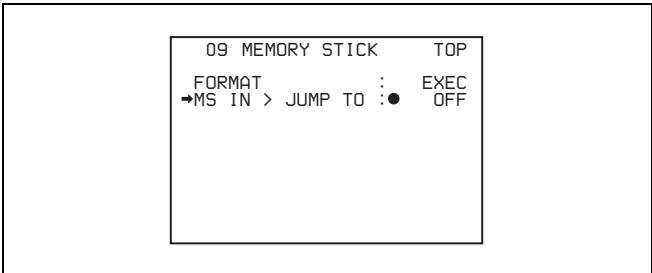 09 MEMORY STICK TOP
FORMAT : EXEC
➡MS IN > JUMP TO :● OFF